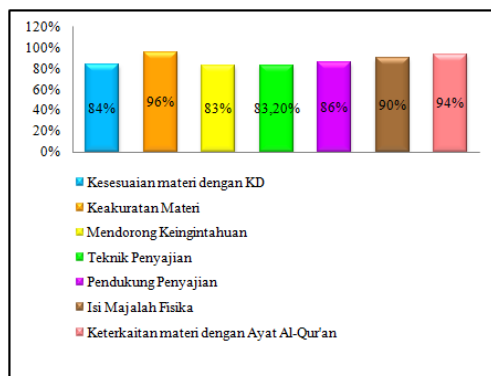 120%
100%
80%
60%
40%
20%
0%
84%
96%
83%
83,20%
86%
90%
94%
Kesesuaian materi dengan KD
Keakuratan Materi
Mendorong Keingintahuan
Teknik Penyajian
Pendukung Penyajian
Isi Majalah Fisika
Keterkaitan materi dengan Ayat Al-Qur'an